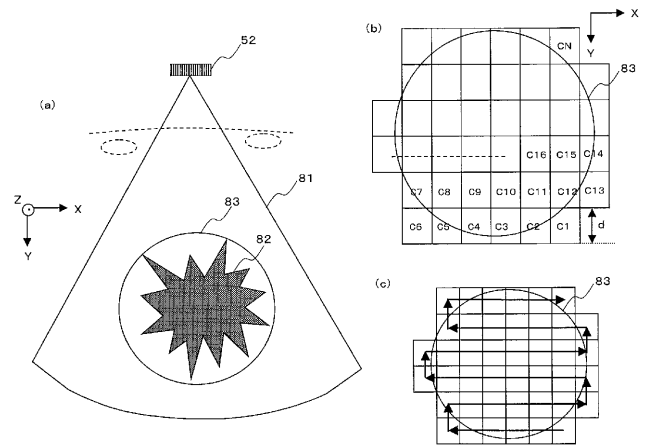 (a)
52
Z X
Y
81
83
82
(b)
X
Y
83
CN
C16 C15 C14
C7 C8 C9 C10 C11 C12 C13
C6 C5 C4 C3 C2 C1
d
(c)
83